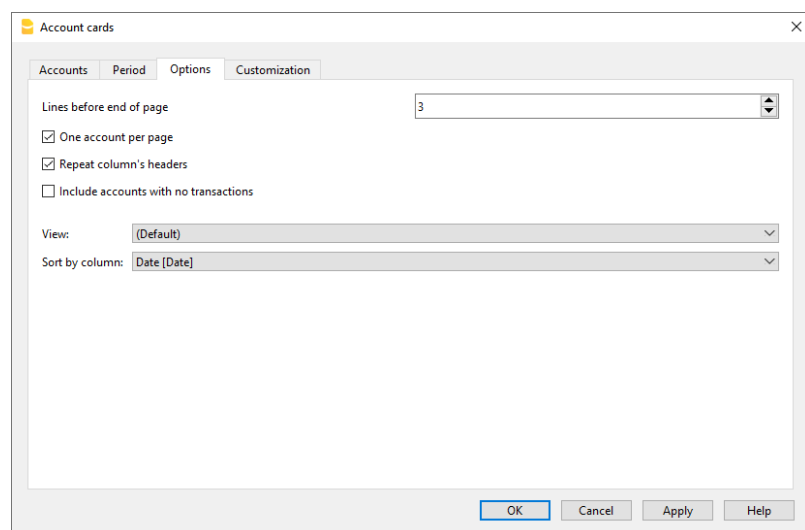 Account cards
Accounts Period Options Customization
Lines before end of page 3
One account per page
Repeat column's headers
Include accounts with no transactions
View: (Default)
Sort by column: Date [Date]
OK Cancel Apply Help